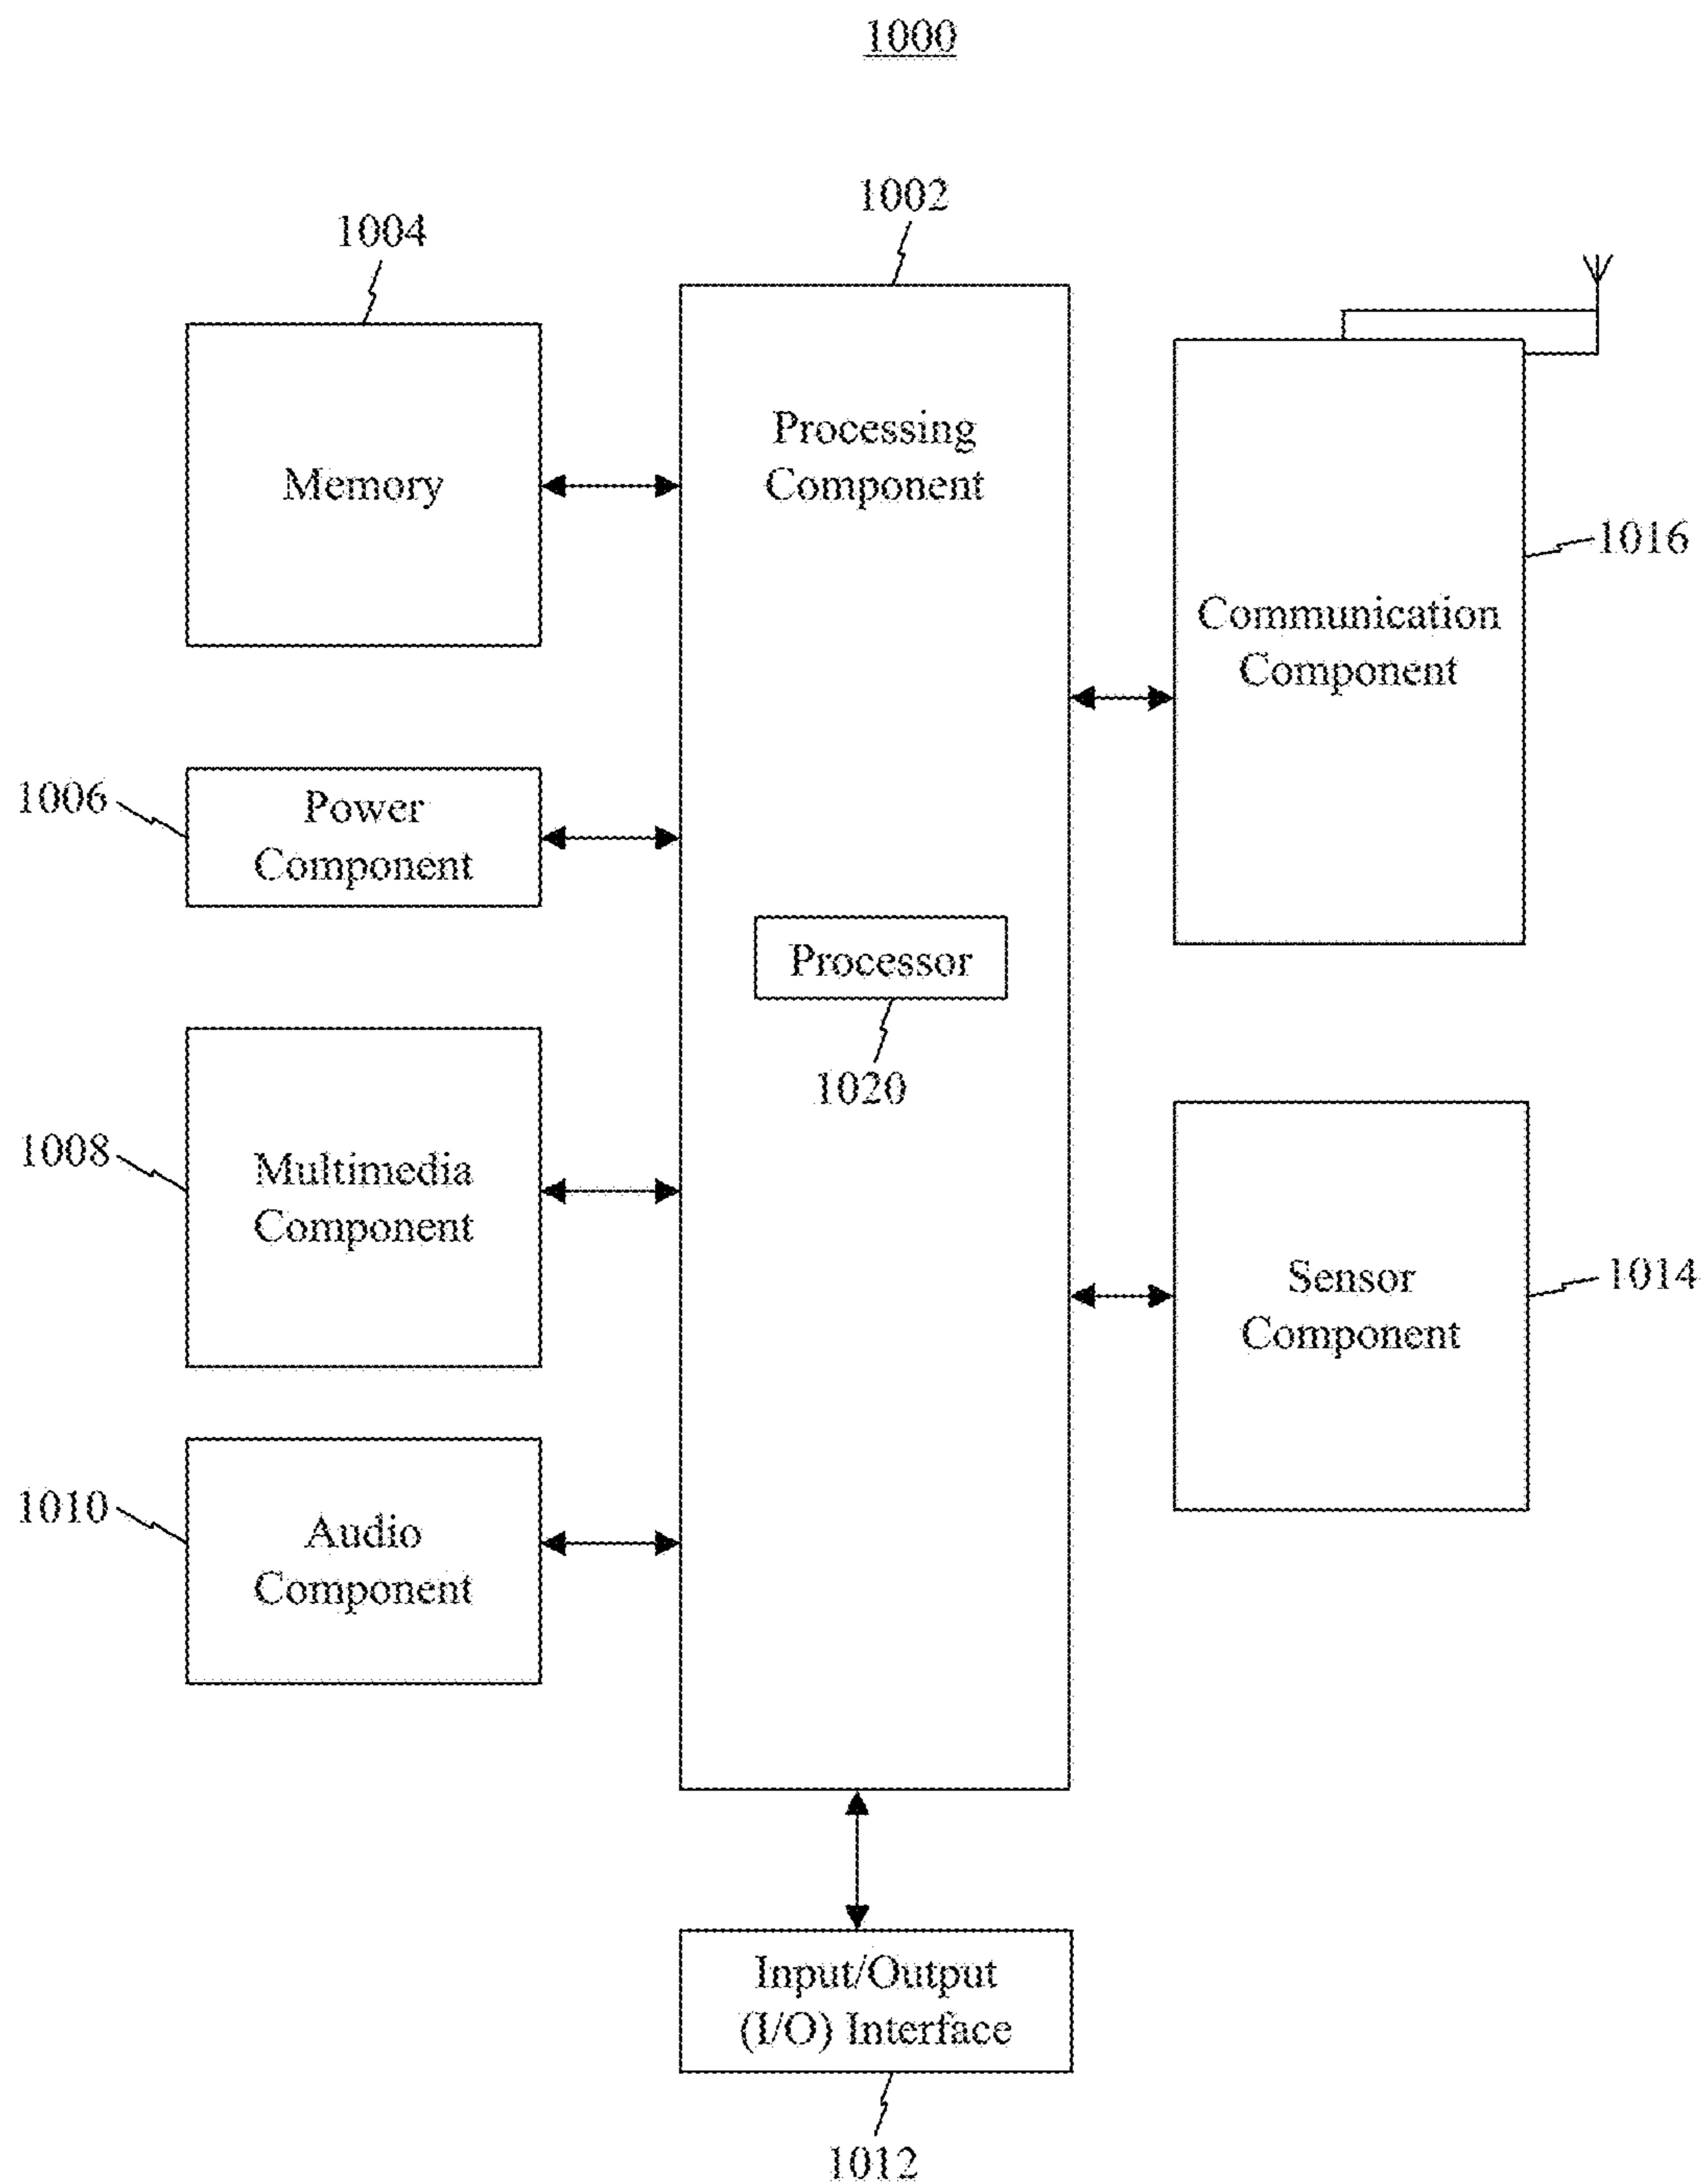 1000
1002
1004
Memory
Processing
Component
1016
Communication
Component
1006
Power
Component
Processor
1020
1008
Multimedia
Component
Sensor
Component
1014
1010
Audio
Component
Input/Output
(I/O) Interface
1012